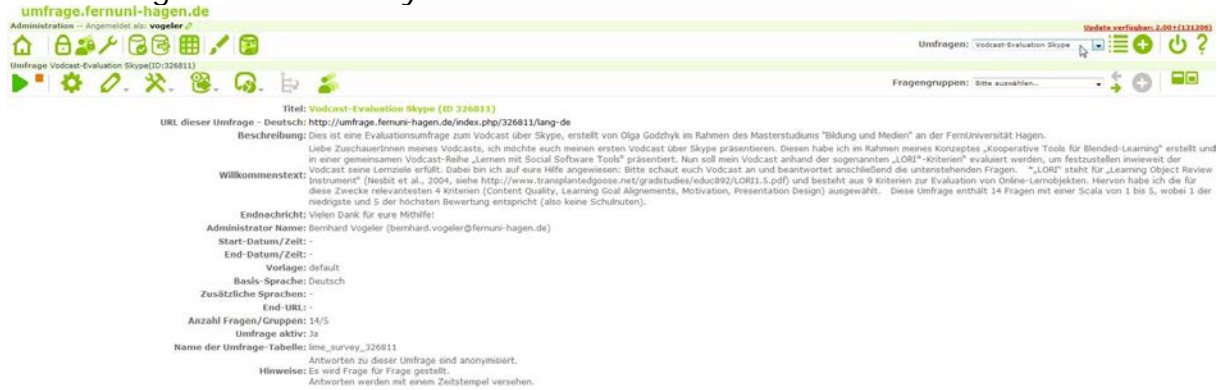 umfrage.fernuni-hagen.de
Administration -- Angemeldet als: vogeler
Update verfügbar: 2.00+(131206)
Umfragen: Vodcast-Evaluation Skype
Umfrage Vodcast-Evaluation Skype(ID:326811)
Fragengruppen: Bitte auswählen...
Titel: Vodcast-Evaluation Skype (ID 326811)
URL dieser Umfrage - Deutsch: http://umfrage.fernuni-hagen.de/index.php/326811/lang-de
Beschreibung: Dies ist eine Evaluationsumfrage zum Vodcast über Skype, erstellt von Olga Godzhyk im Rahmen des Masterstudiums "Bildung und Medien" an der FernUniversität Hagen.
Willkommenstext: Liebe ZuschauerInnen meines Vodcasts, ich möchte euch meinen ersten Vodcast über Skype präsentieren. Diesen habe ich im Rahmen meines Konzeptes „Kooperative Tools für Blended-Learning" erstellt und
in einer gemeinsamen Vodcast-Reihe „Lernen mit Social Software Tools" präsentiert. Nun soll mein Vodcast anhand der sogenannten „LORI*-Kriterien" evaluiert werden, um festzustellen inwieweit der
Vodcast seine Lernziele erfüllt. Dabei bin ich auf eure Hilfe angewiesen: Bitte schaut euch Vodcast an und beantwortet anschließend die untenstehenden Fragen. *„LORI" steht für „Learning Object Review
Instrument" (Nesbit et al., 2004, siehe http://www.transplantedgoose.net/gradstudies/educ892/LORI1.5.pdf) und besteht aus 9 Kriterien zur Evaluation von Online-Lernobjekten. Hiervon habe ich die für
diese Zwecke relevantesten 4 Kriterien (Content Quality, Learning Goal Alignements, Motivation, Presentation Design) ausgewählt. Diese Umfrage enthält 14 Fragen mit einer Scala von 1 bis 5, wobei 1 der
niedrigste und 5 der höchsten Bewertung entspricht (also keine Schulnuten).
Endnachricht: Vielen Dank für eure Mithilfe!
Administrator Name: Bernhard Vogeler (bernhard.vogeler@fernuni-hagen.de)
Start-Datum/Zeit: -
End-Datum/Zeit: -
Vorlage: default
Basis-Sprache: Deutsch
Zusätzliche Sprachen: -
End-URL: -
Anzahl Fragen/Gruppen: 14/5
Umfrage aktiv: Ja
Name der Umfrage-Tabelle: lime_survey_326811
Hinweise: Antworten zu dieser Umfrage sind anonymisiert.
Es wird Frage für Frage gestellt.
Antworten werden mit einem Zeitstempel versehen.